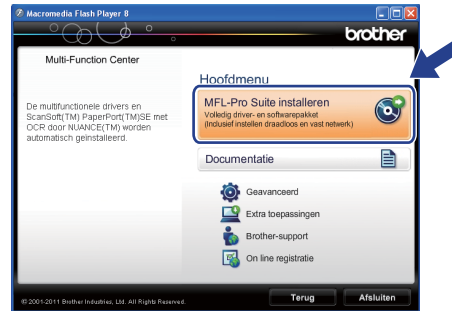 Macromedia Flash Player 8
brother
Multi-Function Center
De multifunctionele drivers en
ScanSoft(TM) PaperPort(TM)SE met
OCR door NUANCE(TM) worden
automatisch geïnstalleerd.
Hoofdmenu
MFL-Pro Suite installeren
Volledig driver- en softwarepakket
(Inclusief instellen draadloos en vast netwerk)
Documentatie
Geavanceerd
Extra toepassingen
Brother-support
On line registratie
© 2001-2011 Brother Industries, Ltd. All Rights Reserved.
Terug
Afsluiten